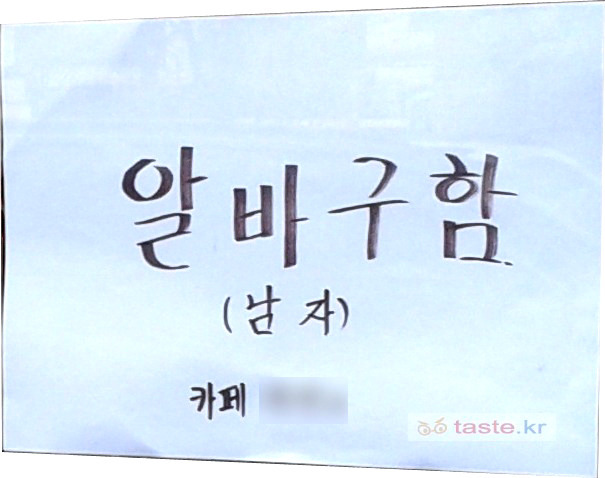 알바구함.
(남자)
카페
taste.kr